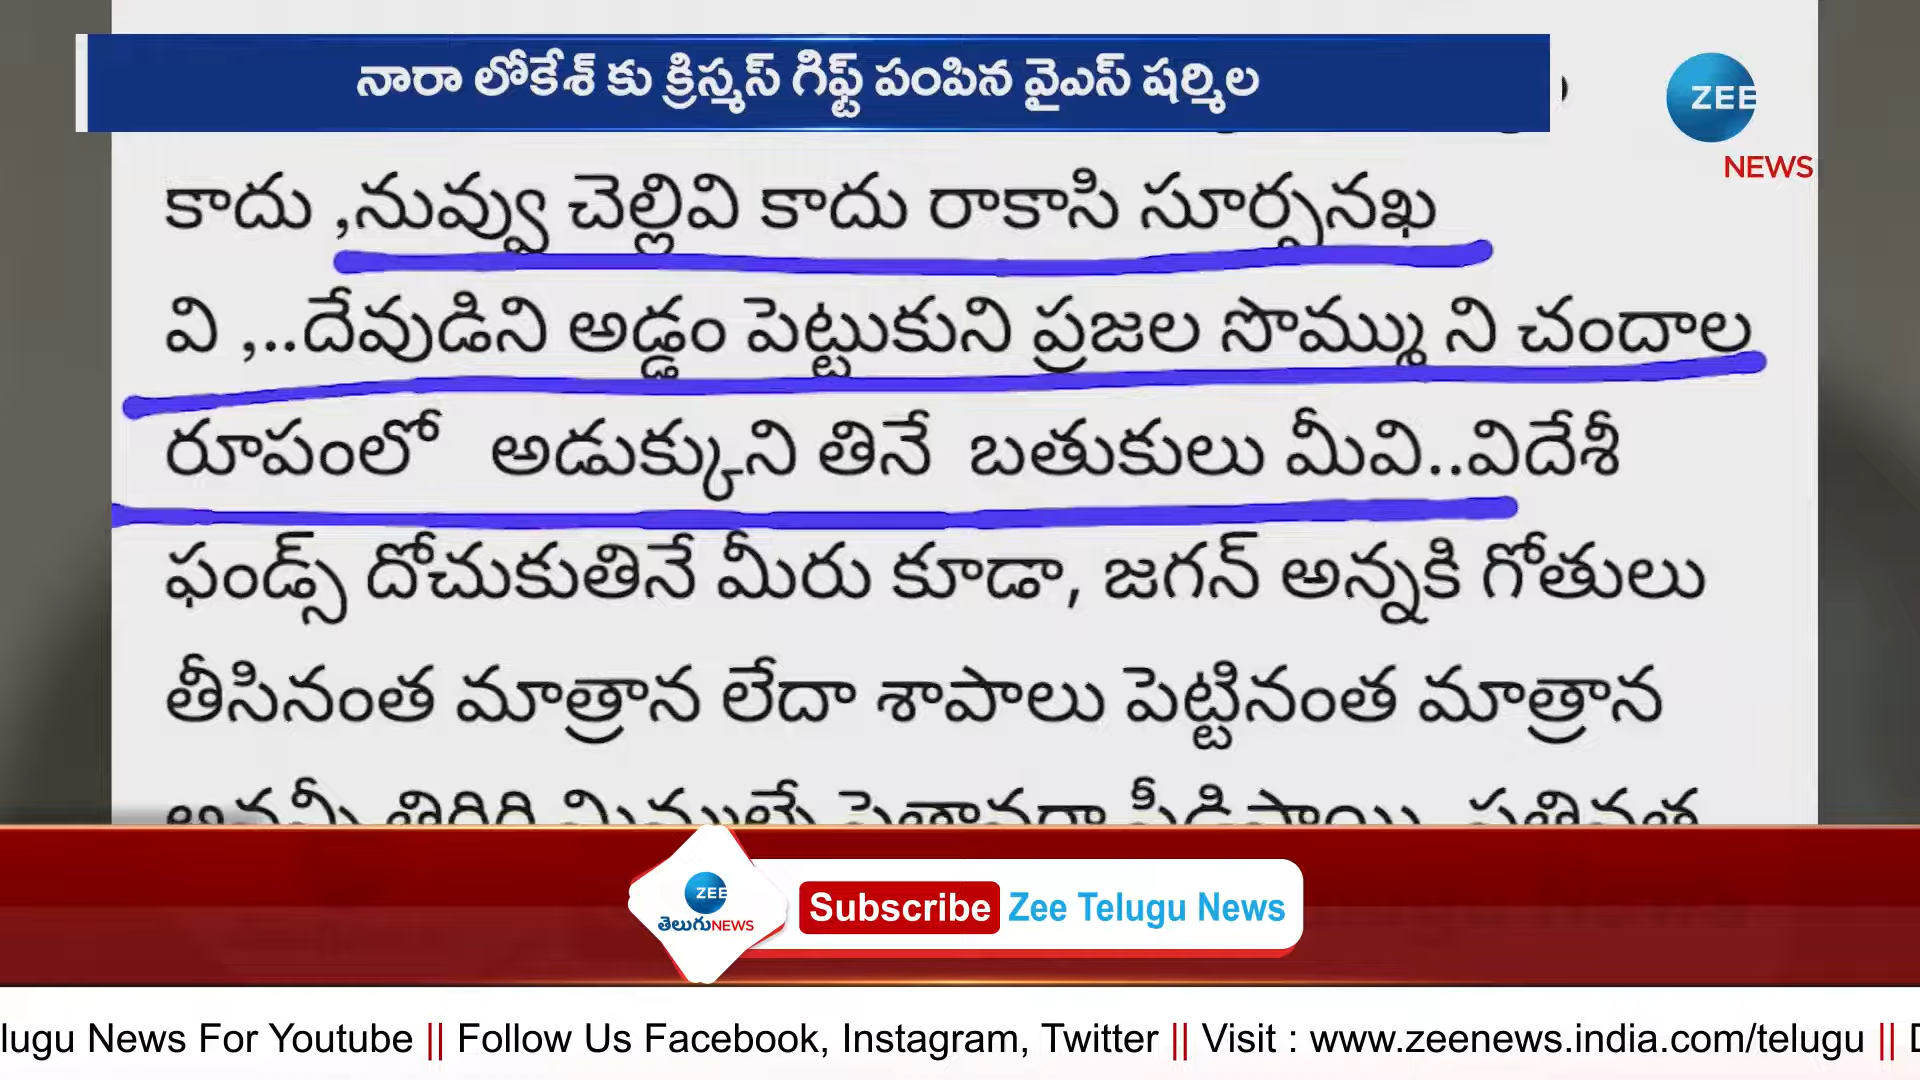 నారా లోకేశ్ కు క్రిస్మస్ గిఫ్ట్ పంపిన వైఎస్ షర్మిల
ZEE
NEWS
కాదు ,నువ్వు చెల్లివి కాదు రాకాసి సూర్పనఖ
వి ,..దేవుడిని అడ్డం పెట్టుకుని ప్రజల సొమ్ము ని చందాల
రూపంలో అడుక్కుని తినే బతుకులు మీవి..విదేశీ
ఫండ్స్ దోచుకుతినే మీరు కూడా, జగన్ అన్నకి గోతులు
తీసినంత మాత్రాన లేదా శాపాలు పెట్టినంత మాత్రాన
ZEE
తెలుగు NEWS
Subscribe Zee Telugu News
lugu News For Youtube || Follow Us Facebook, Instagram, Twitter || Visit : www.zeenews.india.com/telugu ||